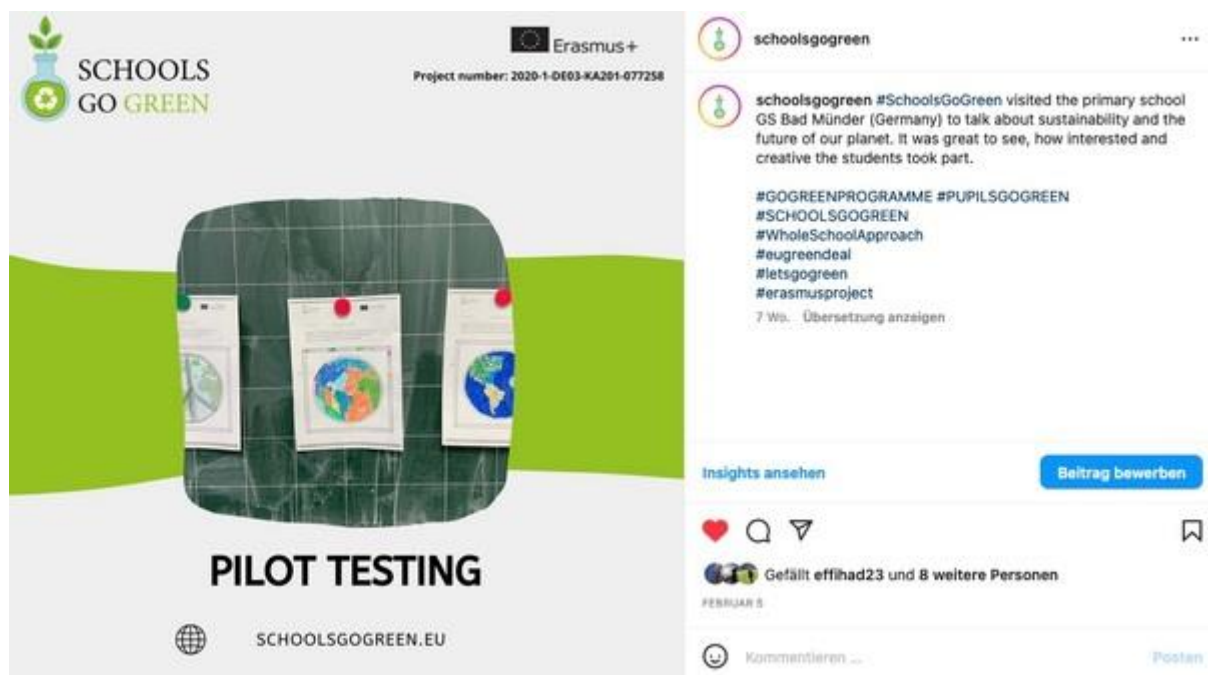 SCHOOLS
GO GREEN
Erasmus+
Project number: 2020-1-DE03-KA201-077258
PILOT TESTING
SCHOOLSGOGREEN.EU
schoolsgogreen
schoolsgogreen #SchoolsGoGreen visited the primary school
GS Bad Münder (Germany) to talk about sustainability and the
future of our planet. It was great to see, how interested and
creative the students took part.
#GOGREENPROGRAMME #PUPILSGOGREEN
#SCHOOLSGOGREEN
#WholeSchoolApproach
#eugreendeal
#letsgogreen
#erasmusproject
7 Wo. Übersetzung anzeigen
Insights ansehen
Beitrag bewerben
Gefällt effihad23 und 8 weitere Personen
FEBRUAR 5
Kommentieren ...
Posten